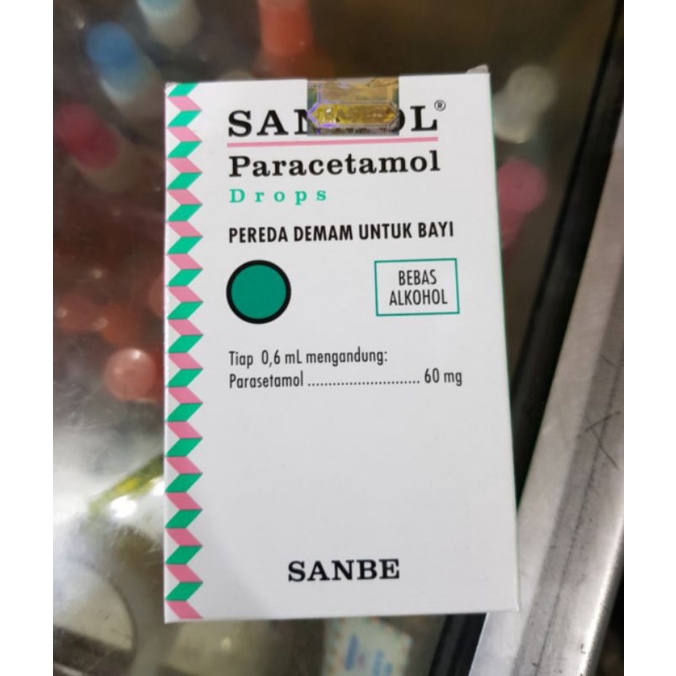 Paracetamol
Drops
PEREDA DEMAM UNTUK BAYI
BEBAS
ALKOHOL
Tiap 0,6 mL mengandung:
Parasetamol ........................... 60 mg
SANBE